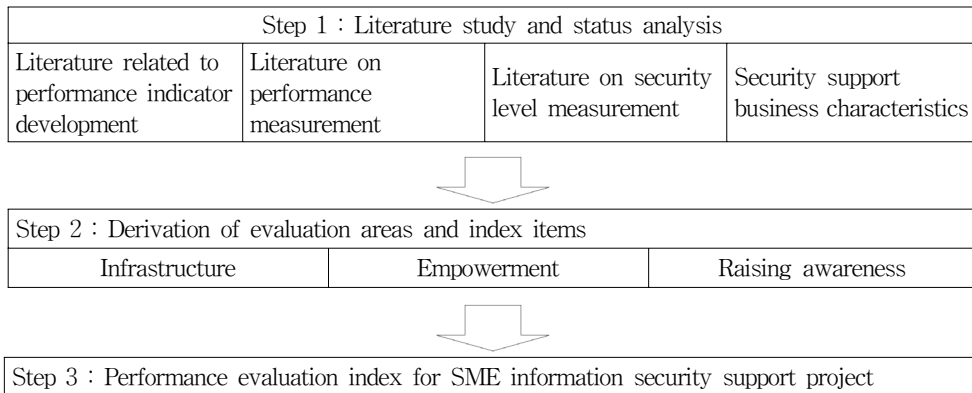 Step 1 : Literature study and status analysis
Literature related to
performance indicator
development
Literature on
performance
measurement
Literature on security
level measurement
Security support
business characteristics
Step 2 : Derivation of evaluation areas and index items
Infrastructure
Empowerment
Raising awareness
Step 3 : Performance evaluation index for SME information security support project